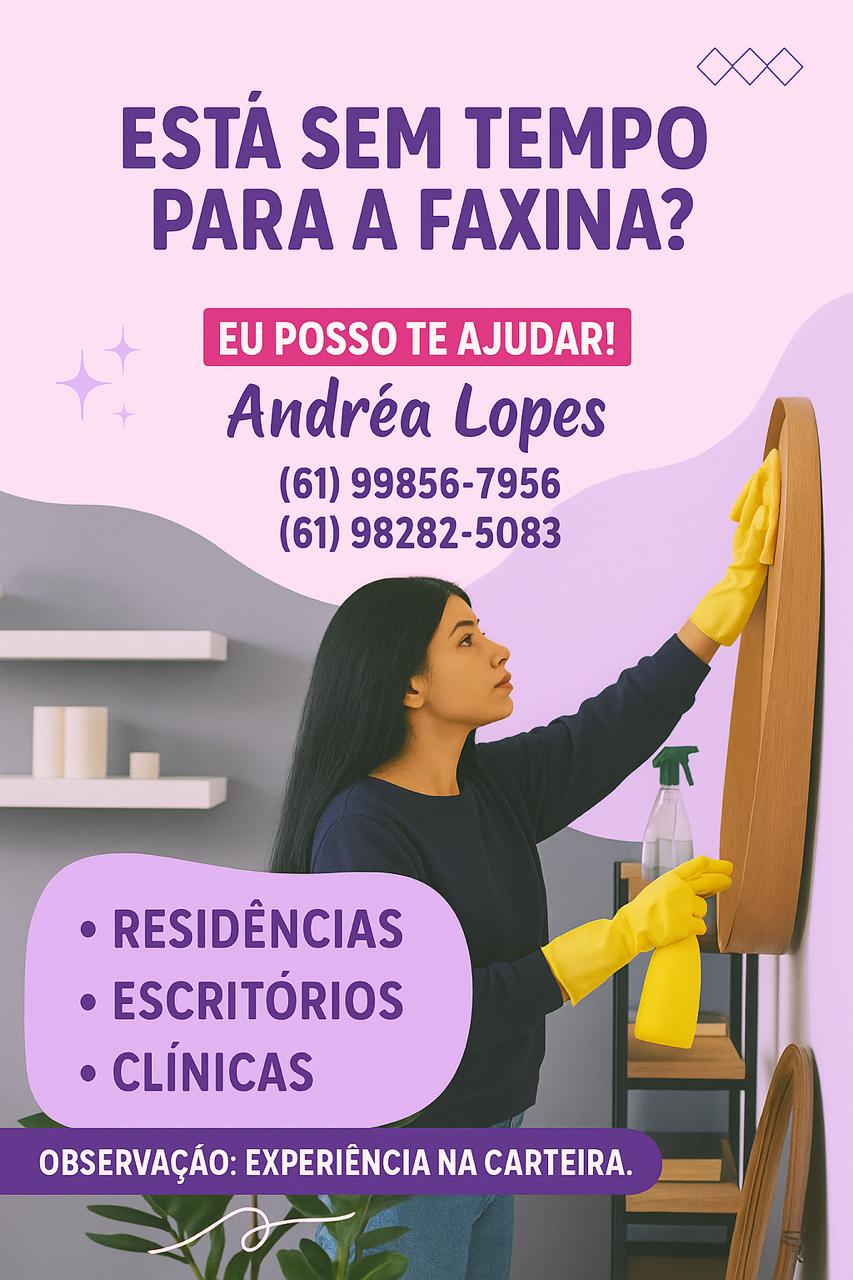 ESTÁ SEM TEMPO
PARA A FAXINA?
EU POSSO TE AJUDAR!
Andréa Lopes
(61) 99856-7956
(61) 98282-5083
• RESIDÊNCIAS
• ESCRITÓRIOS
• CLÍNICAS
OBSERVAÇÁO: EXPERIÊNCIA NA CARTEIRA.